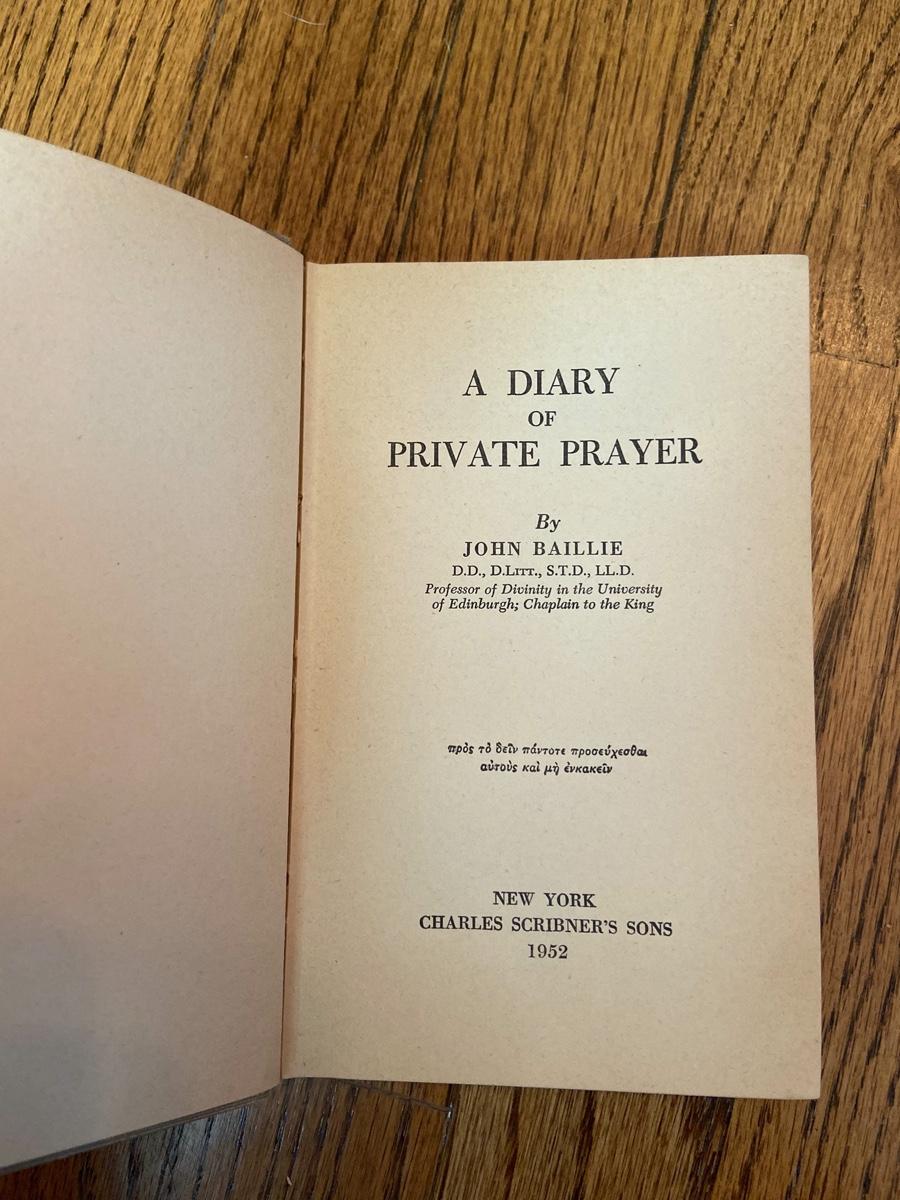 A DIARY
OF
PRIVATE PRAYER
By
JOHN BAILLIE
D.D., D.LITT., S.T.D., LL.D.
Professor of Divinity in the University
of Edinburgh; Chaplain to the King
πρὸς τὸ δεῖν πάντοτε προσεύχεσθαι
αὐτοὺς καὶ μὴ ἐνκακεῖν
NEW YORK
CHARLES SCRIBNER'S SONS
1952